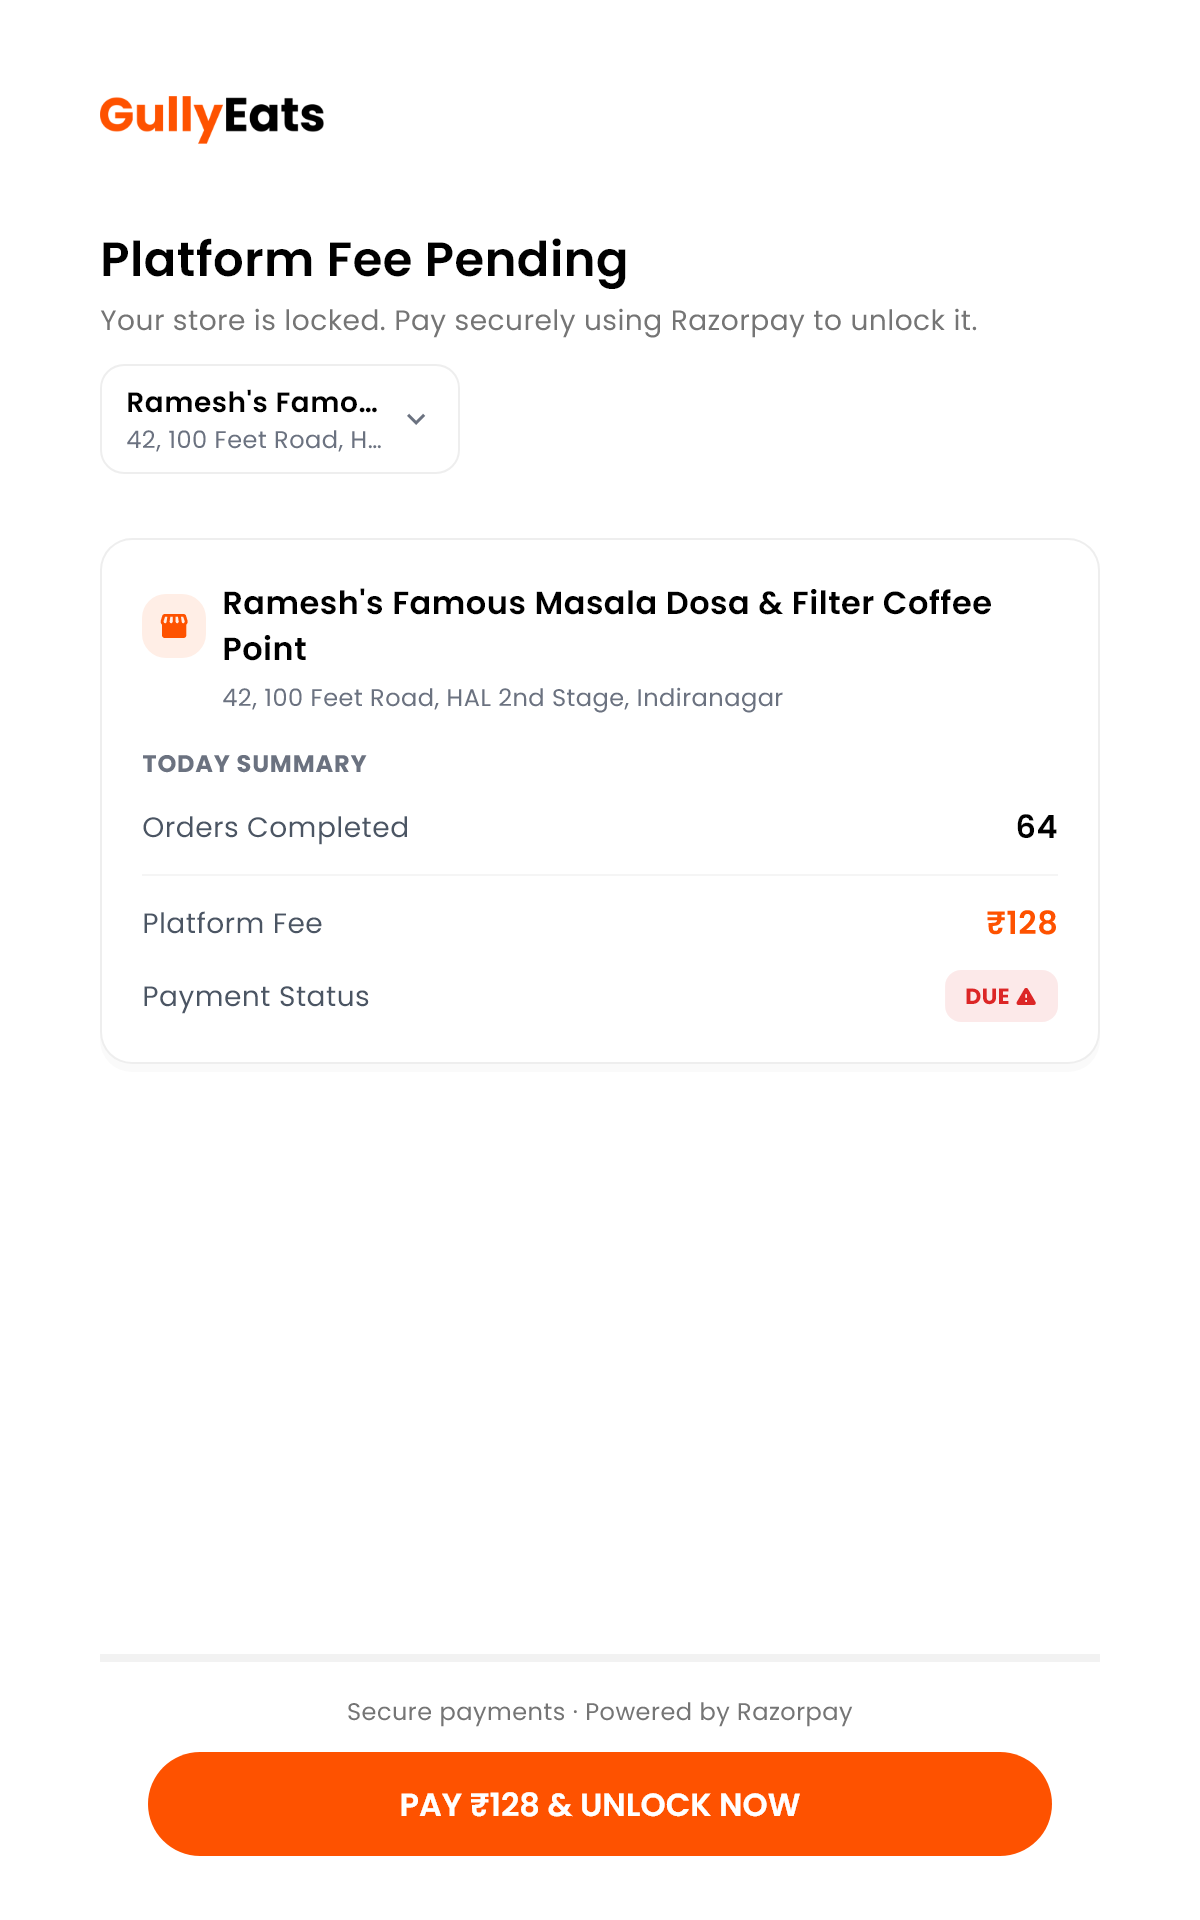 GullyEats
Platform Fee Pending
Your store is locked. Pay securely using Razorpay to unlock it.
Ramesh's Famo...
42, 100 Feet Road, H...
Ramesh's Famous Masala Dosa & Filter Coffee
Point
42, 100 Feet Road, HAL 2nd Stage, Indiranagar
TODAY SUMMARY
Orders Completed 64
Platform Fee ₹128
Payment Status DUE
Secure payments · Powered by Razorpay
PAY ₹128 & UNLOCK NOW